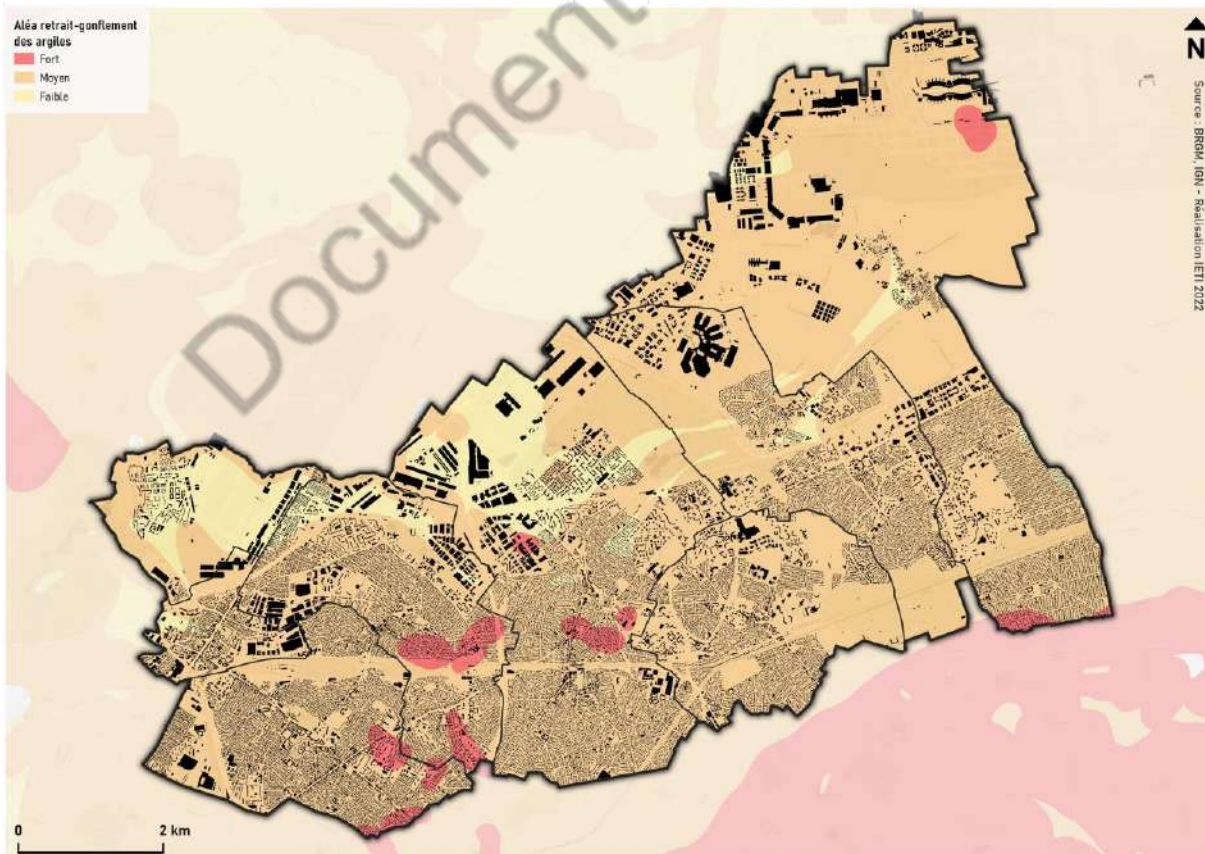 Aléa retrait-gonflement
des argiles
Fort
Moyen
Faible
Document
N
Source : BRGM, IGN - Réalisation IETI 2022
0 2 km